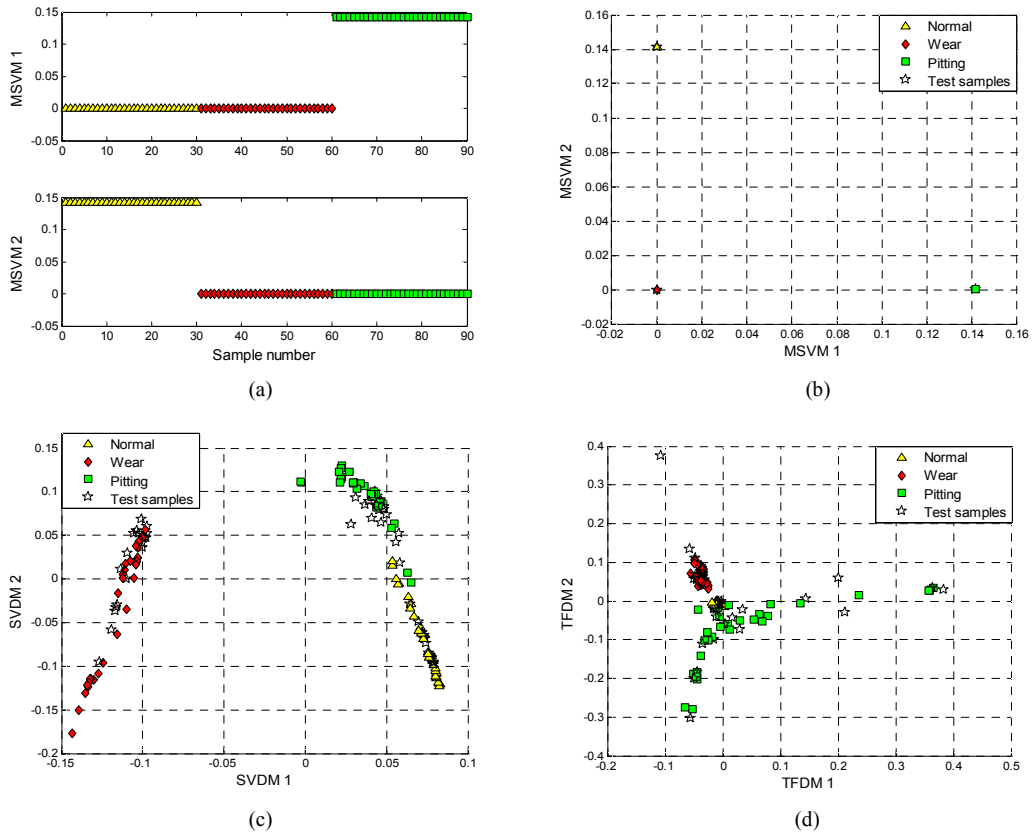 MSVM 1
0.15
0.1
0.05
0
-0.05
0 10 20 30 40 50 60 70 80 90
MSVM 2
0.15
0.1
0.05
0
-0.05
0 10 20 30 40 50 60 70 80 90
Sample number
(a)
MSVM 2
0.16
0.14
0.12
0.1
0.08
0.06
0.04
0.02
0
-0.02
-0.02 0 0.02 0.04 0.06 0.08 0.1 0.12 0.14 0.16
MSVM 1
Normal
Wear
Pitting
Test samples
(b)
SVDM 2
0.15
0.1
0.05
0
-0.05
-0.1
-0.15
-0.2
-0.15 -0.1 -0.05 0 0.05 0.1
SVDM 1
Normal
Wear
Pitting
Test samples
(c)
TFDM 2
0.4
0.3
0.2
0.1
0
-0.1
-0.2
-0.3
-0.4
-0.2 -0.1 0 0.1 0.2 0.3 0.4 0.5
TFDM 1
Normal
Wear
Pitting
Test samples
(d)